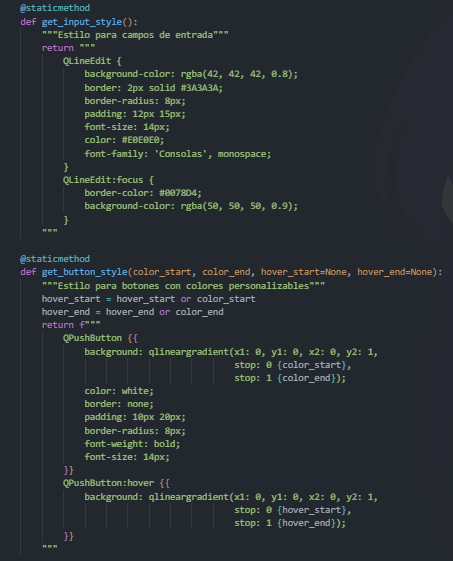 @staticmethod
def get_input_style():
    """Estilo para campos de entrada"""
    return """
        QLineEdit {
            background-color: rgba(42, 42, 42, 0.8);
            border: 2px solid #3A3A3A;
            border-radius: 8px;
            padding: 12px 15px;
            font-size: 14px;
            color: #E0E0E0;
            font-family: 'Consolas', monospace;
        }
        QLineEdit:focus {
            border-color: #0078D4;
            background-color: rgba(50, 50, 50, 0.9);
        }
    """

@staticmethod
def get_button_style(color_start, color_end, hover_start=None, hover_end=None):
    """Estilo para botones con colores personalizables"""
    hover_start = hover_start or color_start
    hover_end = hover_end or color_end
    return f"""
        QPushButton {{
            background: qlineargradient(x1: 0, y1: 0, x2: 0, y2: 1,
                                        stop: 0 {color_start},
                                        stop: 1 {color_end});
            color: white;
            border: none;
            padding: 10px 20px;
            border-radius: 8px;
            font-weight: bold;
            font-size: 14px;
        }}
        QPushButton:hover {{
            background: qlineargradient(x1: 0, y1: 0, x2: 0, y2: 1,
                                        stop: 0 {hover_start},
                                        stop: 1 {hover_end});
        }}
    """